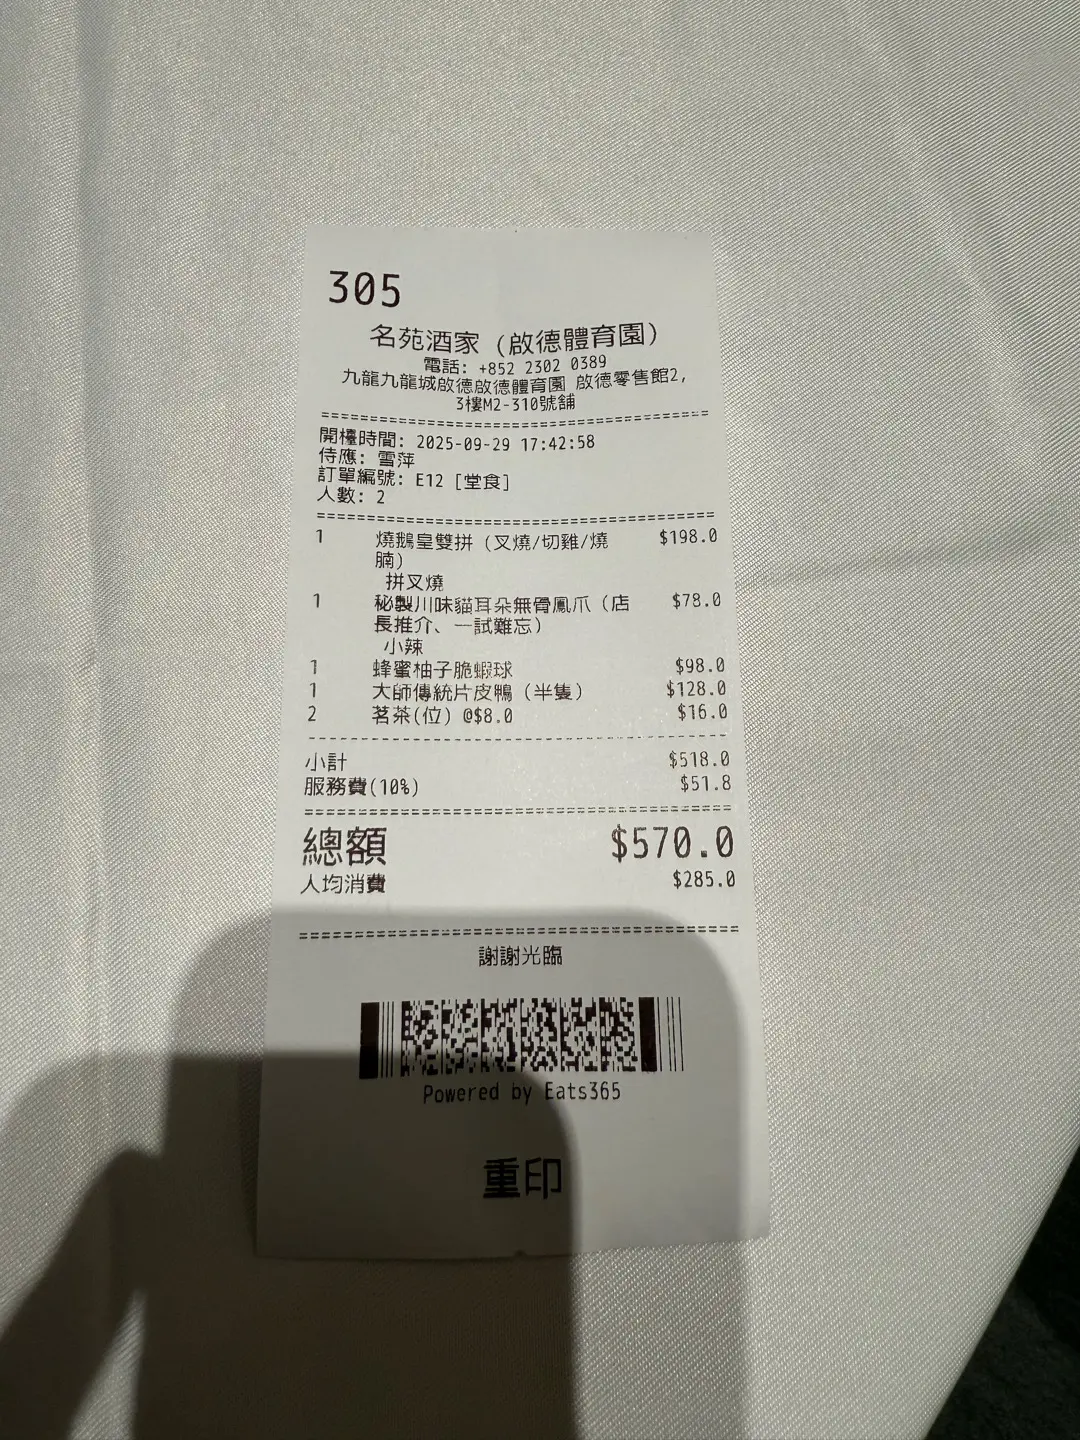 305
名苑酒家 (啟德體育園)
電話: +852 2302 0389
九龍九龍城啟德啟德體育園 啟德零售館2,
3樓M2-310號舖
開檯時間: 2025-09-29 17:42:58
侍應: 雪萍
訂單編號: E12 [堂食]
人數: 2
1 燒鵝皇雙拼 (叉燒/切雞/燒 $198.0
腩)
拼叉燒
1 秘製川味貓耳朵無骨鳳爪 (店 $78.0
長推介、一試難忘)
小辣
1 蜂蜜柚子脆蝦球 $98.0
1 大師傳統片皮鴨 (半隻) $128.0
2 茗茶(位) @$8.0 $16.0
小計 $518.0
服務費(10%) $51.8
總額 $570.0
人均消費 $285.0
謝謝光臨
Powered by Eats365
重印